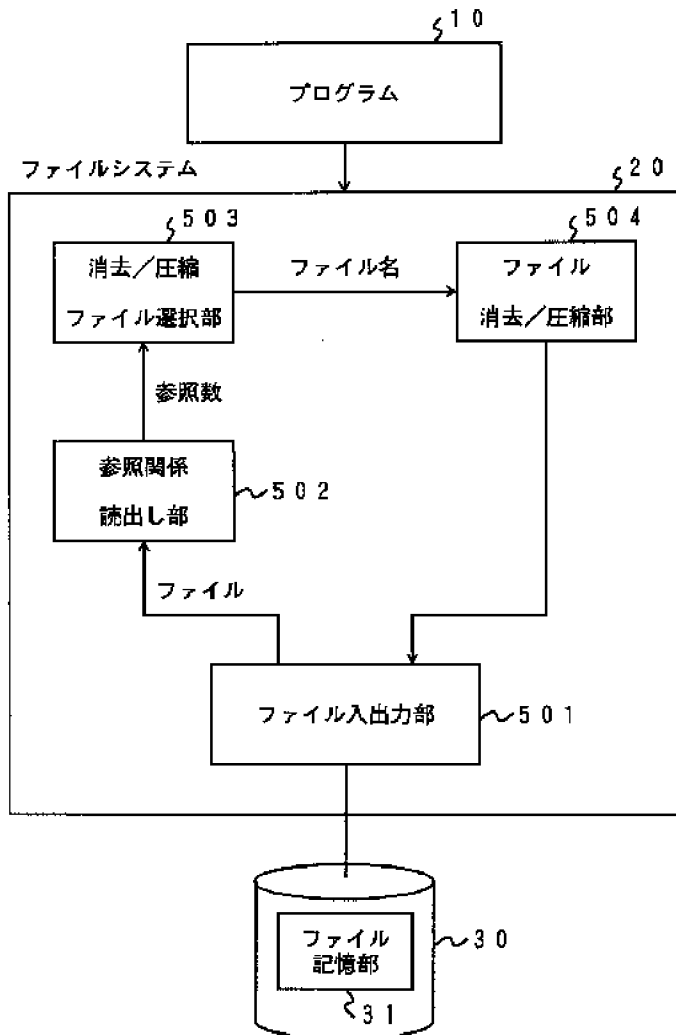 10
プログラム
ファイルシステム
20
503
消去／圧縮
ファイル選択部
ファイル名
504
ファイル
消去／圧縮部
参照数
参照関係
読出し部
502
ファイル
ファイル入出力部
501
ファイル
記憶部
30
31